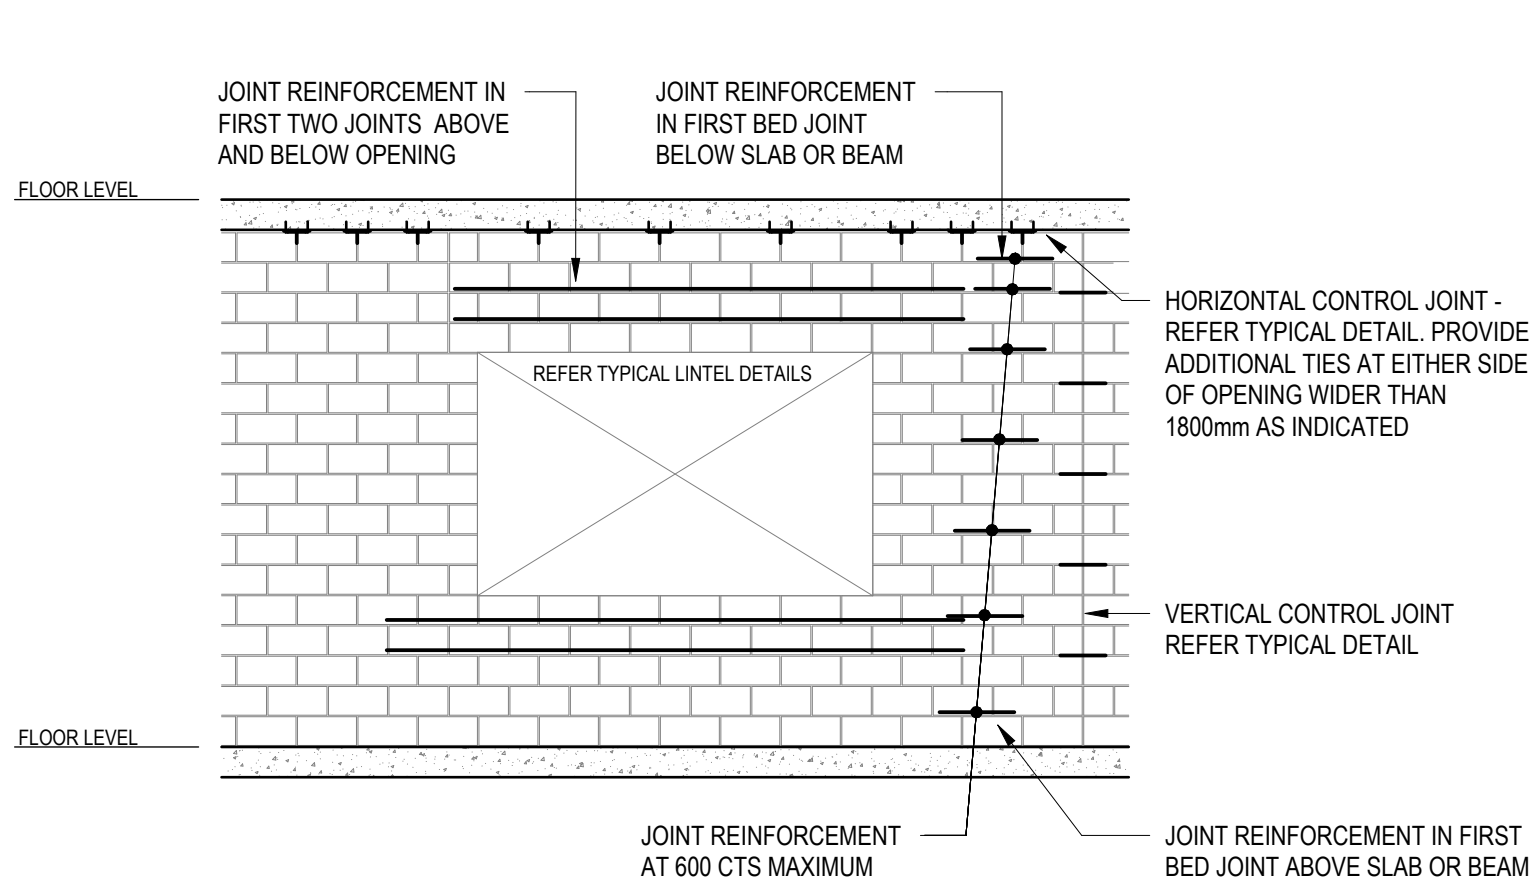 JOINT REINFORCEMENT IN
FIRST TWO JOINTS ABOVE
AND BELOW OPENING
JOINT REINFORCEMENT
IN FIRST BED JOINT
BELOW SLAB OR BEAM
FLOOR LEVEL
HORIZONTAL CONTROL JOINT -
REFER TYPICAL DETAIL. PROVIDE
ADDITIONAL TIES AT EITHER SIDE
OF OPENING WIDER THAN
1800mm AS INDICATED
REFER TYPICAL LINTEL DETAILS
VERTICAL CONTROL JOINT
REFER TYPICAL DETAIL
FLOOR LEVEL
JOINT REINFORCEMENT
AT 600 CTS MAXIMUM
JOINT REINFORCEMENT IN FIRST
BED JOINT ABOVE SLAB OR BEAM